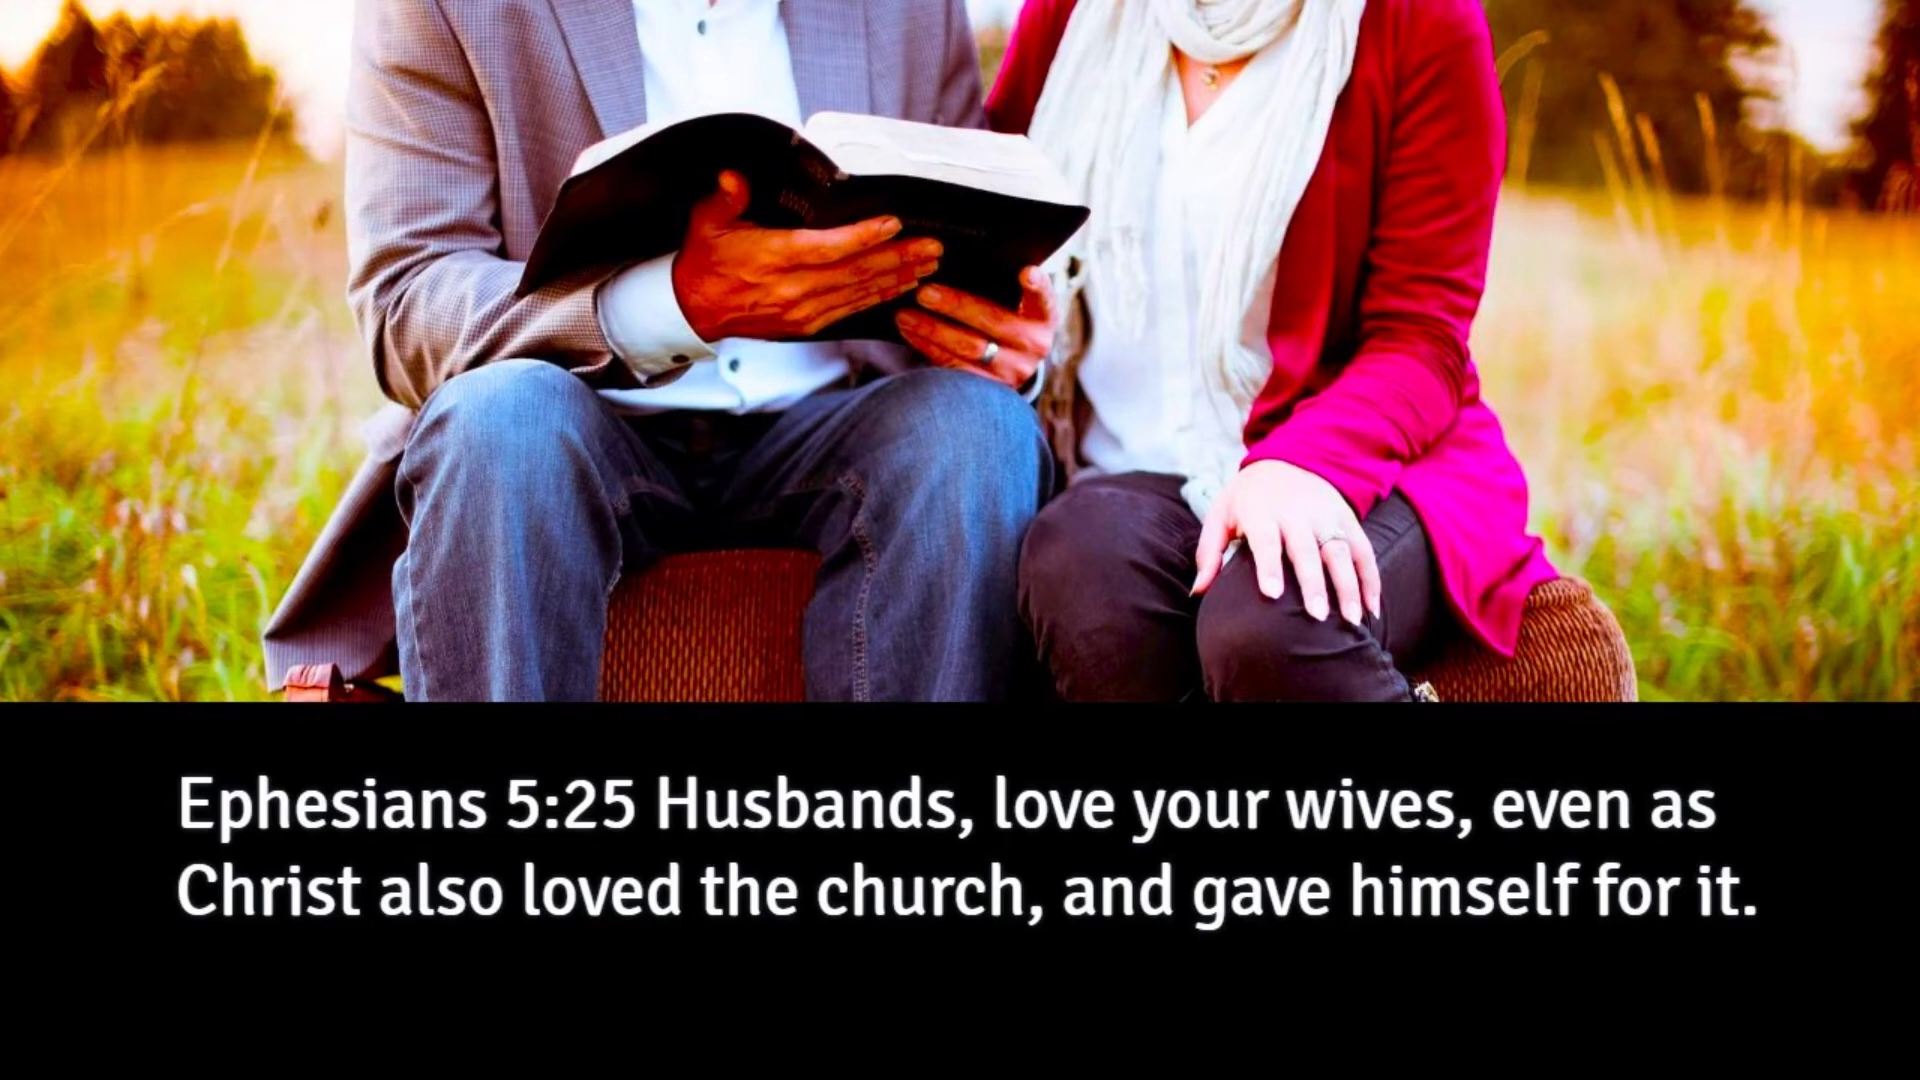 Ephesians 5:25 Husbands, love your wives, even as
Christ also loved the church, and gave himself for it.